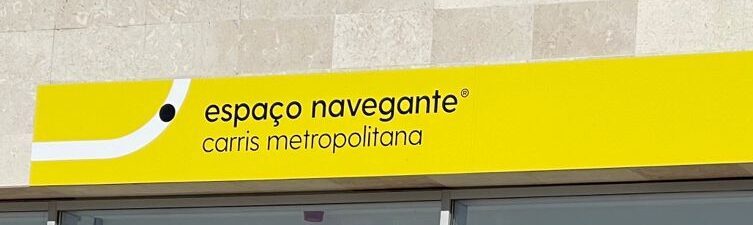 espaço navegante®
carris metropolitana